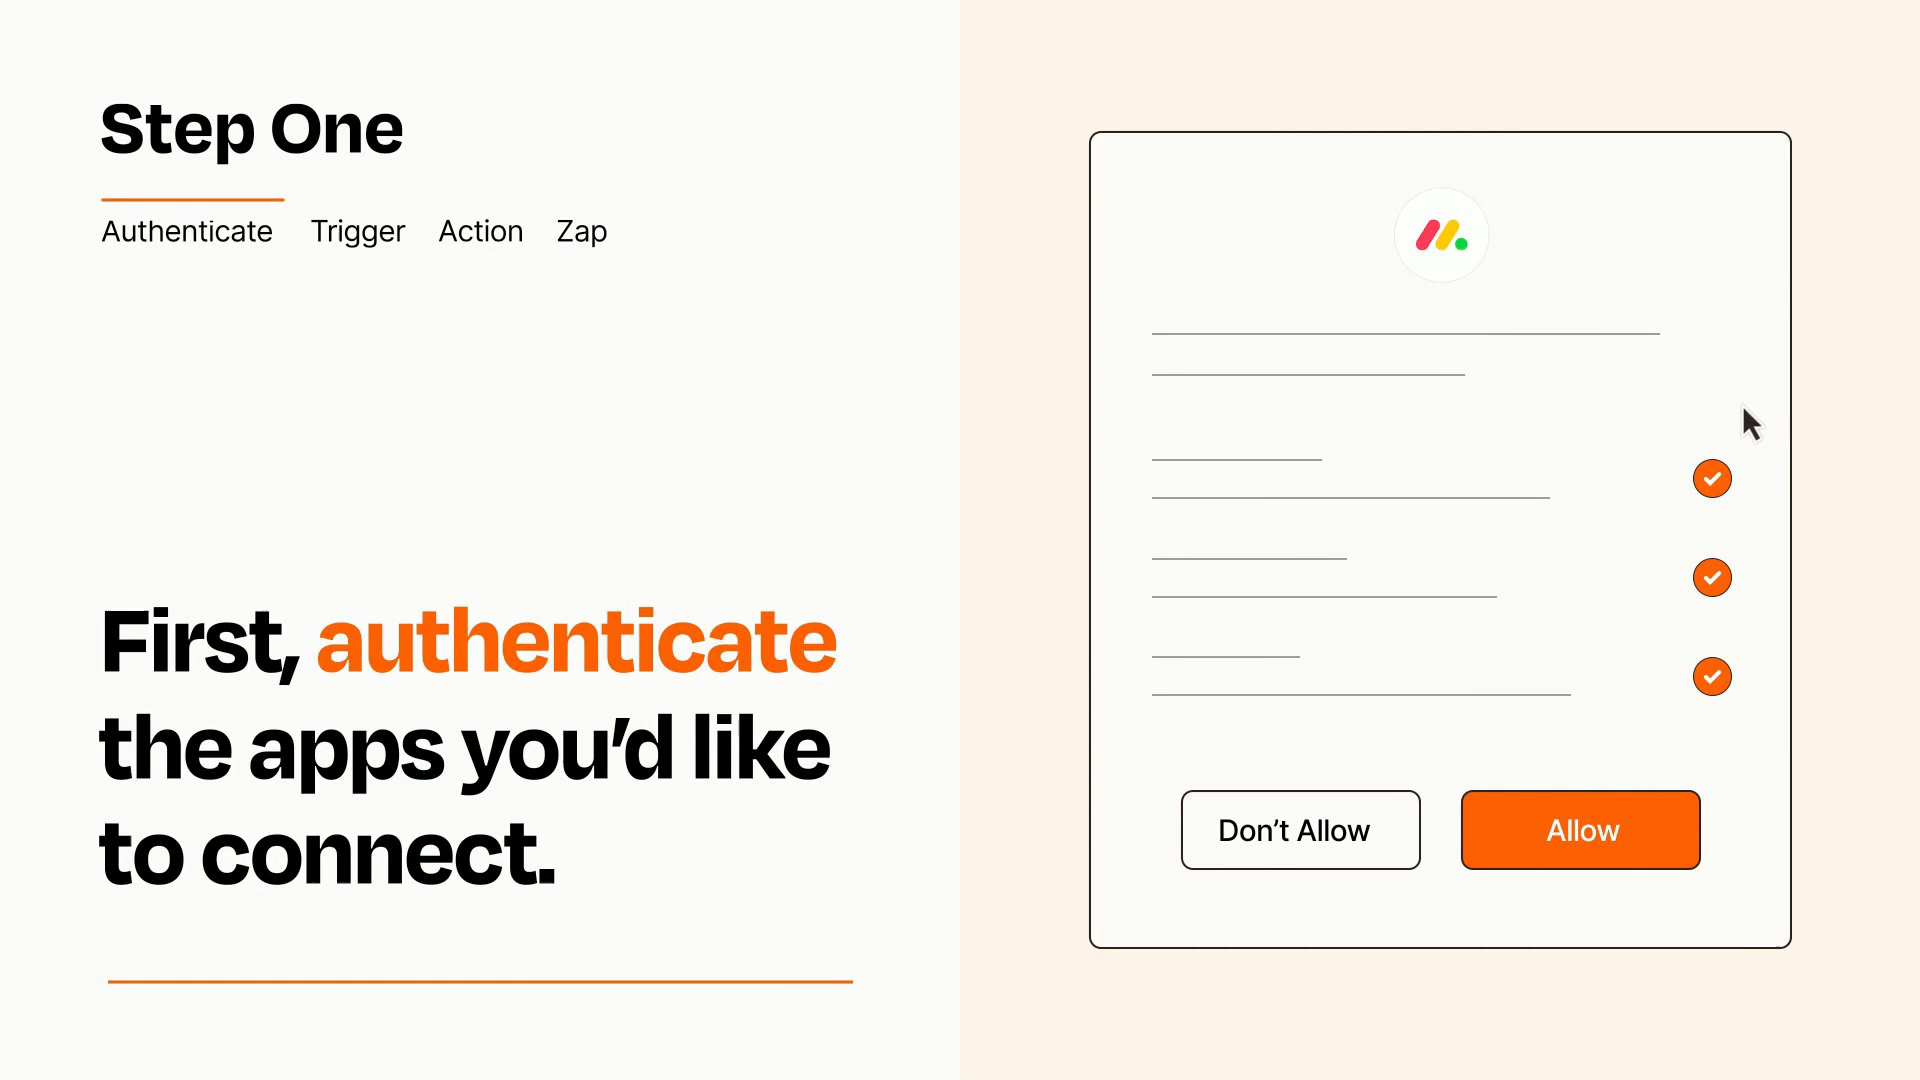 Step One
Authenticate Trigger Action Zap
First, authenticate
the apps you’d like
to connect.
Don’t Allow
Allow